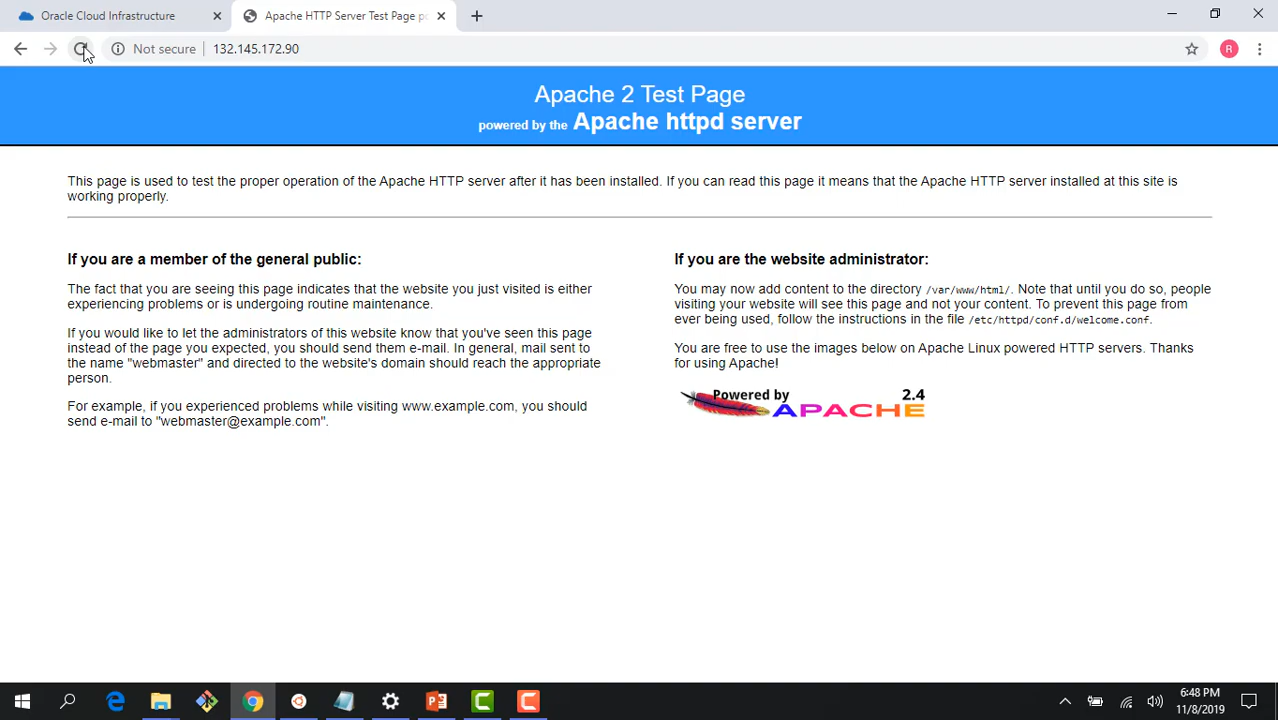 Oracle Cloud Infrastructure
Apache HTTP Server Test Page po
Not secure
132.145.172.90
R
Apache 2 Test Page
powered by the Apache httpd server
This page is used to test the proper operation of the Apache HTTP server after it has been installed. If you can read this page it means that the Apache HTTP server installed at this site is
working properly.
If you are a member of the general public:
The fact that you are seeing this page indicates that the website you just visited is either
experiencing problems or is undergoing routine maintenance.
If you would like to let the administrators of this website know that you've seen this page
instead of the page you expected, you should send them e-mail. In general, mail sent to
the name "webmaster" and directed to the website's domain should reach the appropriate
person.
For example, if you experienced problems while visiting www.example.com, you should
send e-mail to "webmaster@example.com".
If you are the website administrator:
You may now add content to the directory /var/www/html/. Note that until you do so, people
visiting your website will see this page and not your content. To prevent this page from
ever being used, follow the instructions in the file /etc/httpd/conf.d/welcome.conf.
You are free to use the images below on Apache Linux powered HTTP servers. Thanks
for using Apache!
Powered by 2.4
APACHE
6:48 PM
11/8/2019